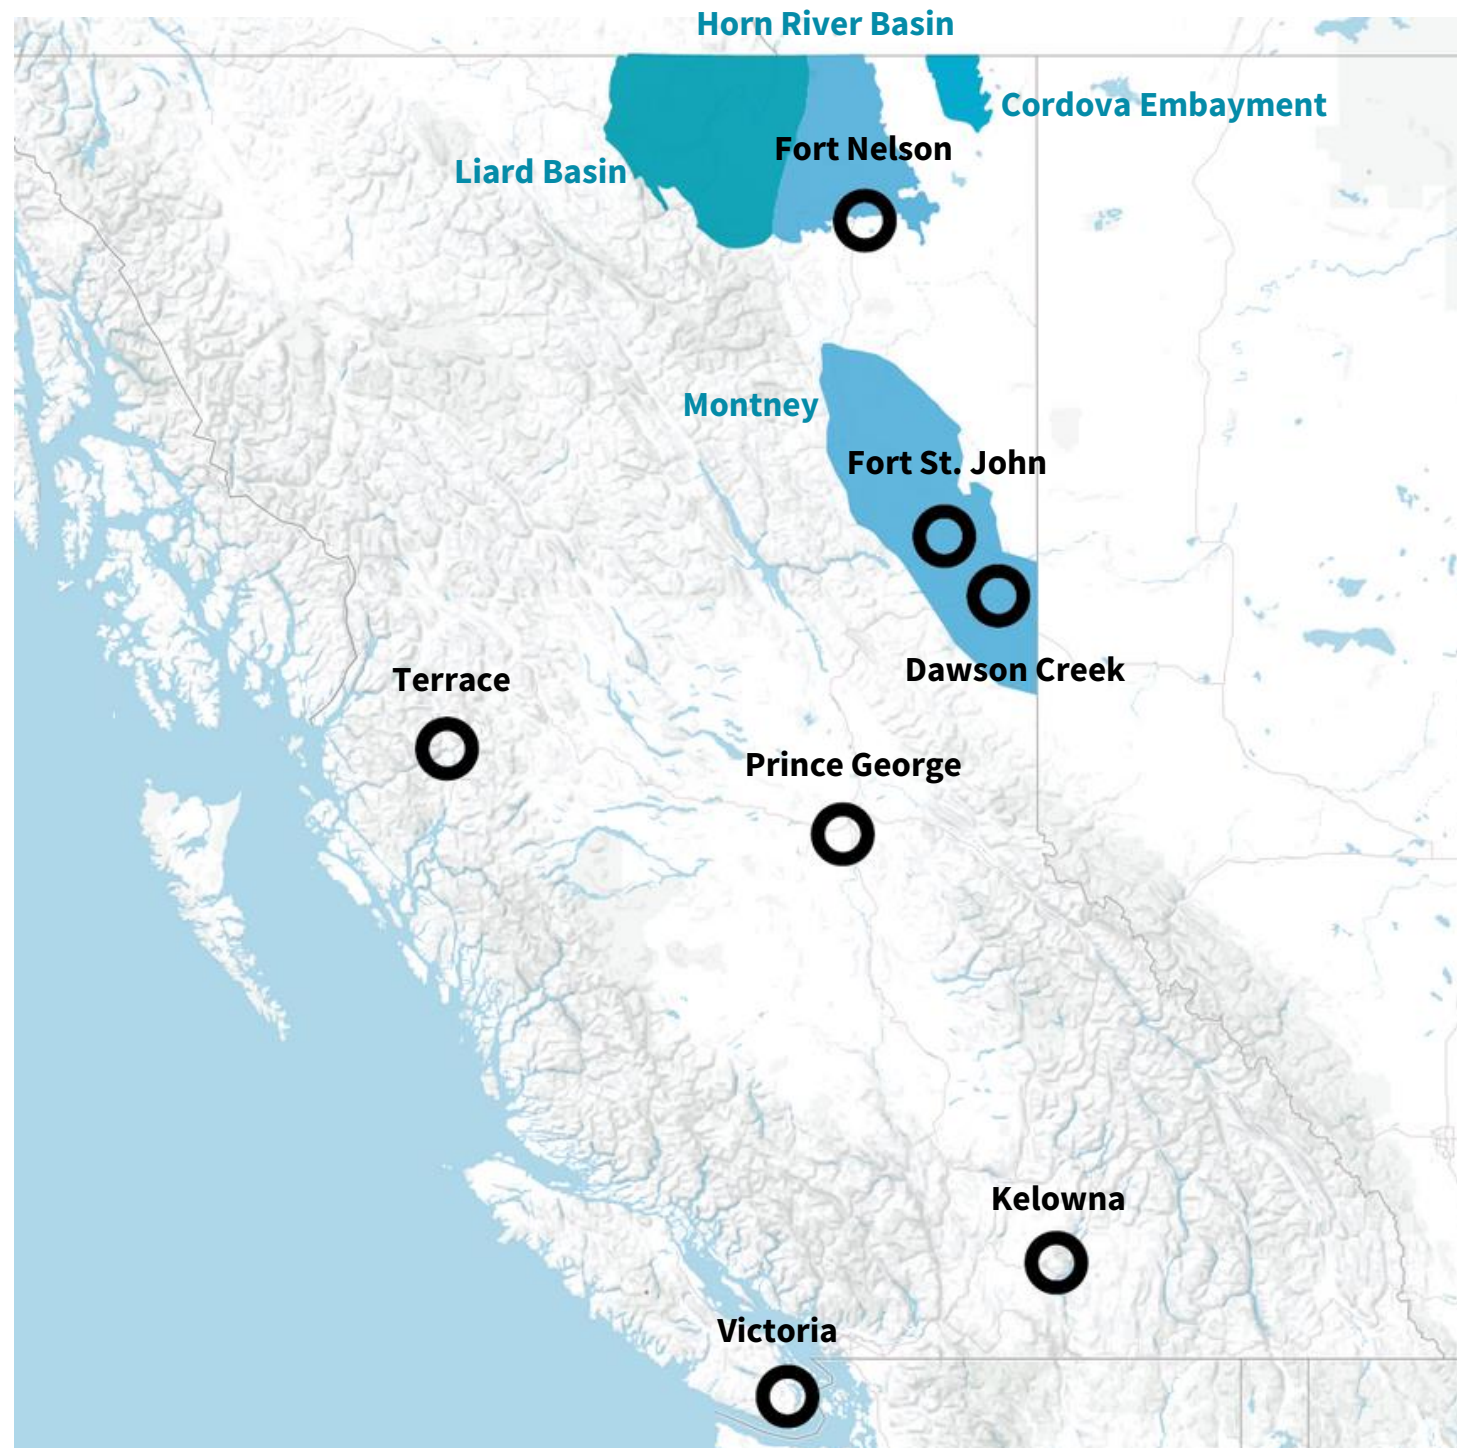 Horn River Basin
Cordova Embayment
Fort Nelson
Liard Basin
Montney
Fort St. John
Dawson Creek
Terrace
Prince George
Kelowna
Victoria